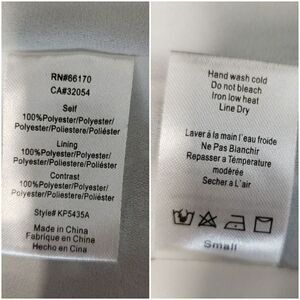 RN#66170
CA#32054
Self
100%Polyester/Polyester/
Polyester/Poliestere/Poliéster
Lining
100%Polyester/Polyester/
Polyester/Poliestere/Poliéster
Contrast
100%Polyester/Polyester/
Polyester/Poliestere/Poliéster
Style# KP5435A
Made in China
Fabriqué en Chine
Hecho en Cina
Hand wash cold
Do not bleach
Iron low heat
Line Dry
Laver à la main l'eau froide
Ne Pas Blanchir
Repasser a Température
modérée
Secher a L'air
Small